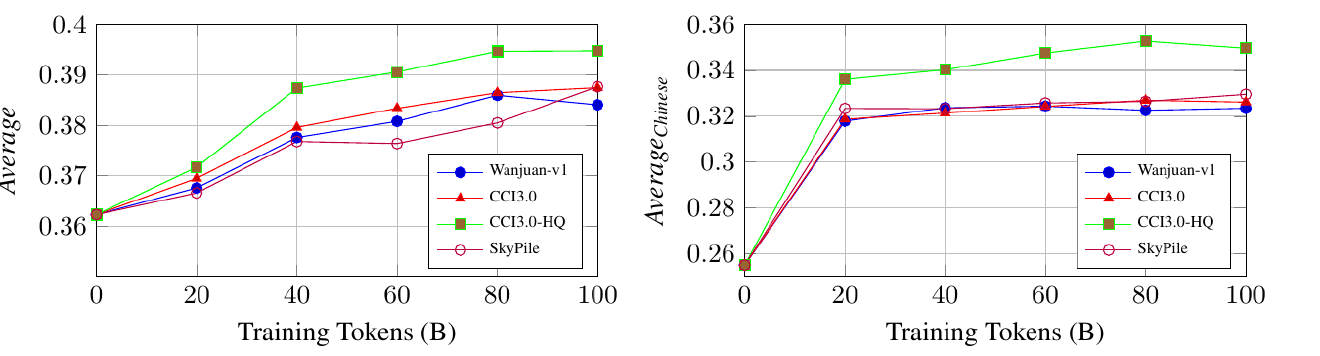 0.4
0.39
0.38
0.37
0.36
Average
0 20 40 60 80 100
Training Tokens (B)
Wanjuan-v1
CCI3.0
CCI3.0-HQ
SkyPile
0.36
0.34
0.32
0.3
0.28
0.26
Average Chinese
0 20 40 60 80 100
Training Tokens (B)
Wanjuan-v1
CCI3.0
CCI3.0-HQ
SkyPile